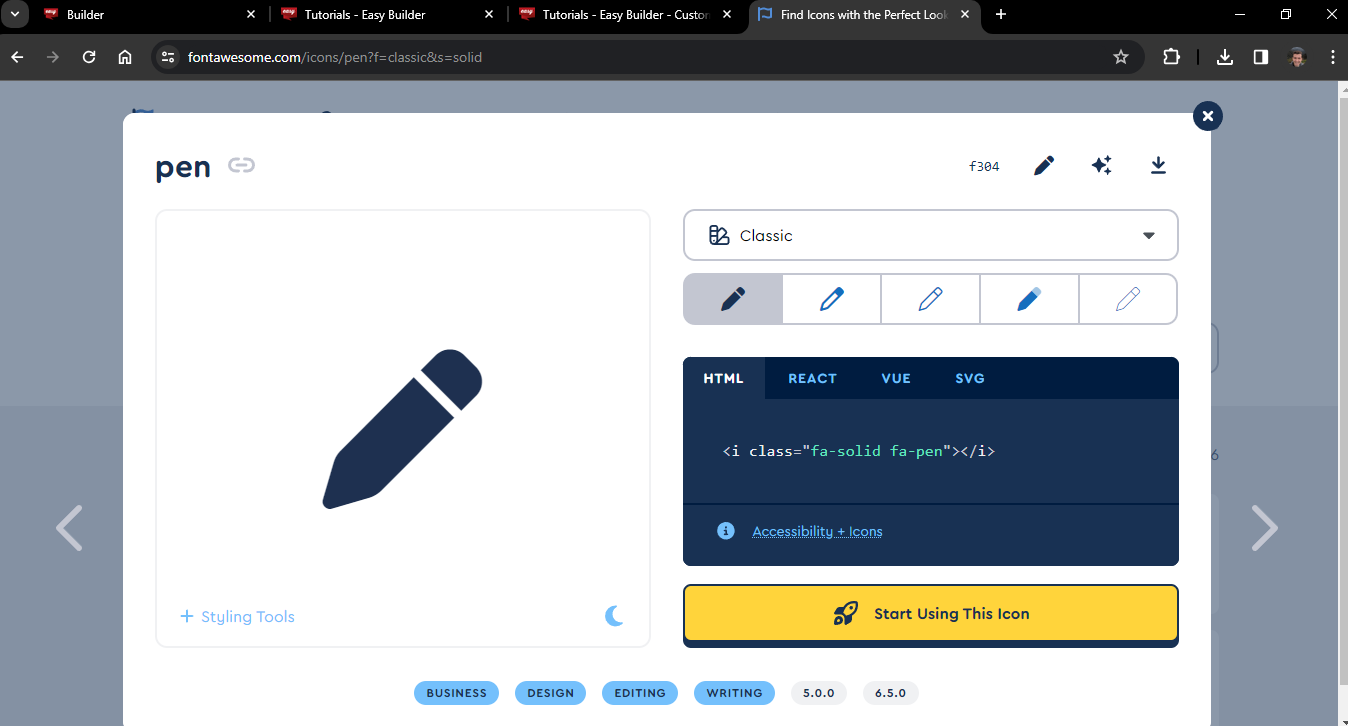 Builder
Tutorials - Easy Builder
Tutorials - Easy Builder - Custon
Find Icons with the Perfect Look
fontawesome.com/icons/pen?f=classic&s=solid
pen
f304
Classic
HTML REACT VUE SVG
<i class="fa-solid fa-pen"></i>
Accessibility + Icons
+ Styling Tools
Start Using This Icon
BUSINESS DESIGN EDITING WRITING 5.0.0 6.5.0